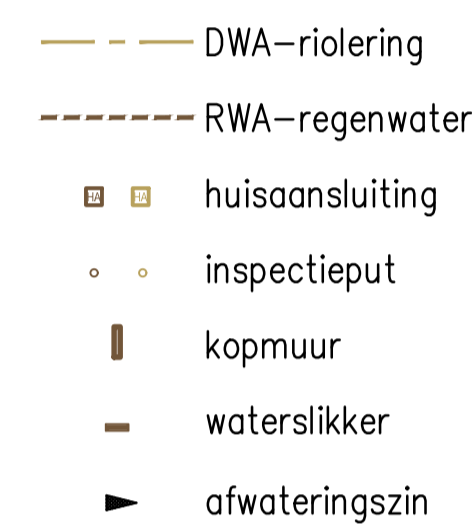 DWA-riolering
RWA-regenwater
HA HA huisaansluiting
inspectieput
kopmuur
waterslikker
afwateringszin